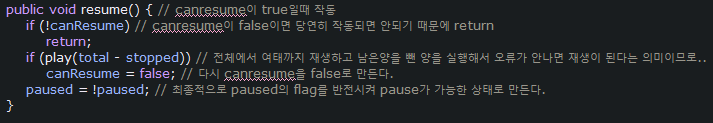 public void resume() { // canresume이 true일때 작동
if (!canResume) // canresume이 false이면 당연히 작동되면 안되기 때문에 return
return;
if (play(total - stopped)) // 전체에서 여태까지 재생하고 남은양을 뺀 양을 실행해서 오류가 안나면 재생이 된다는 의미이므로..
canResume = false; // 다시 canresume을 false로 만든다.
paused = !paused; // 최종적으로 paused의 flag를 반전시켜 pause가 가능한 상태로 만든다.
}